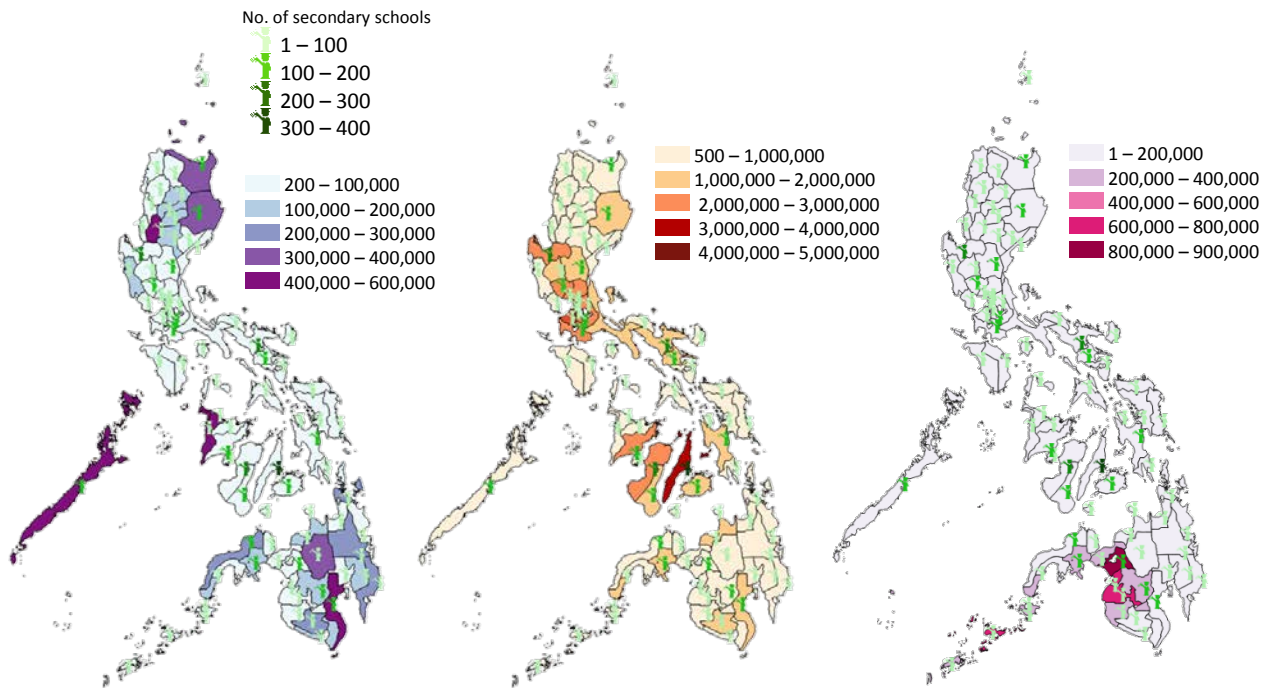 No. of secondary schools
1 – 100
100 – 200
200 – 300
300 – 400
200 – 100,000
100,000 – 200,000
200,000 – 300,000
300,000 – 400,000
400,000 – 600,000
500 – 1,000,000
1,000,000 – 2,000,000
2,000,000 – 3,000,000
3,000,000 – 4,000,000
4,000,000 – 5,000,000
1 – 200,000
200,000 – 400,000
400,000 – 600,000
600,000 – 800,000
800,000 – 900,000